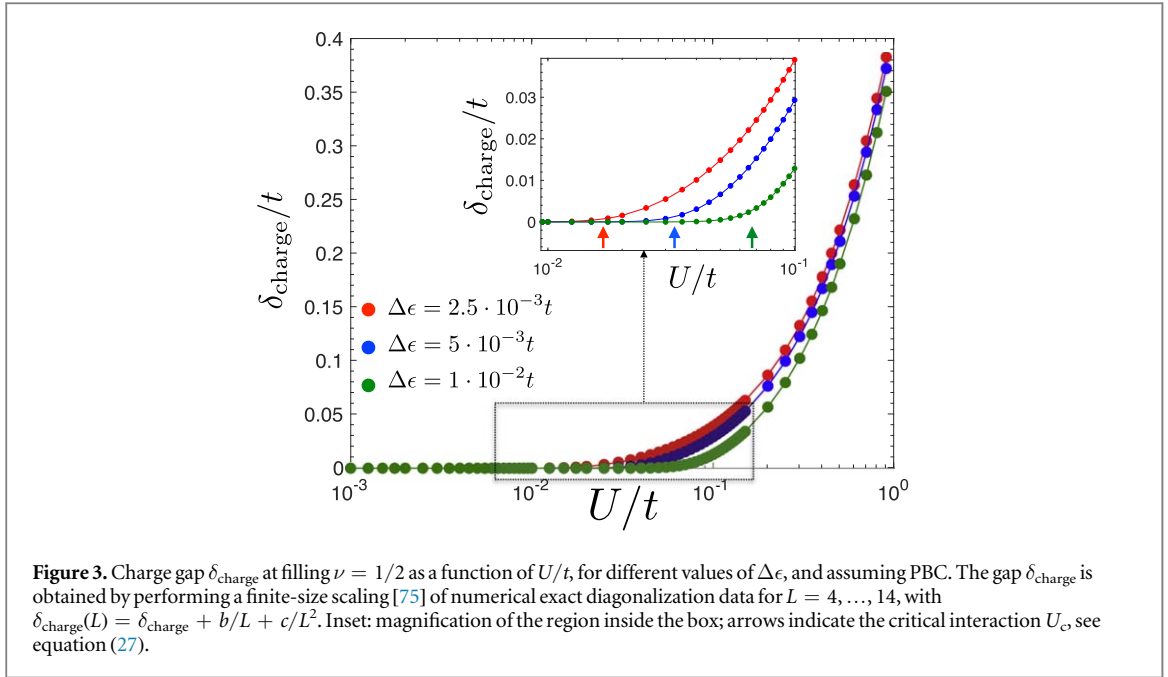 0.4
0.35
0.3
0.25
0.2
0.15
0.1
0.05
0
δ_charge/t
10^-3
10^-2
10^-1
10^0
U/t
0.03
0.02
0.01
0
δ_charge/t
10^-2
10^-1
U/t
Δϵ = 2.5 · 10^-3t
Δϵ = 5 · 10^-3t
Δϵ = 1 · 10^-2t
Figure 3. Charge gap δ_charge at filling ν = 1/2 as a function of U/t, for different values of Δϵ, and assuming PBC. The gap δ_charge is
obtained by performing a finite-size scaling [75] of numerical exact diagonalization data for L = 4, …, 14, with
δ_charge(L) = δ_charge + b/L + c/L^2. Inset: magnification of the region inside the box; arrows indicate the critical interaction U_c, see
equation (27).